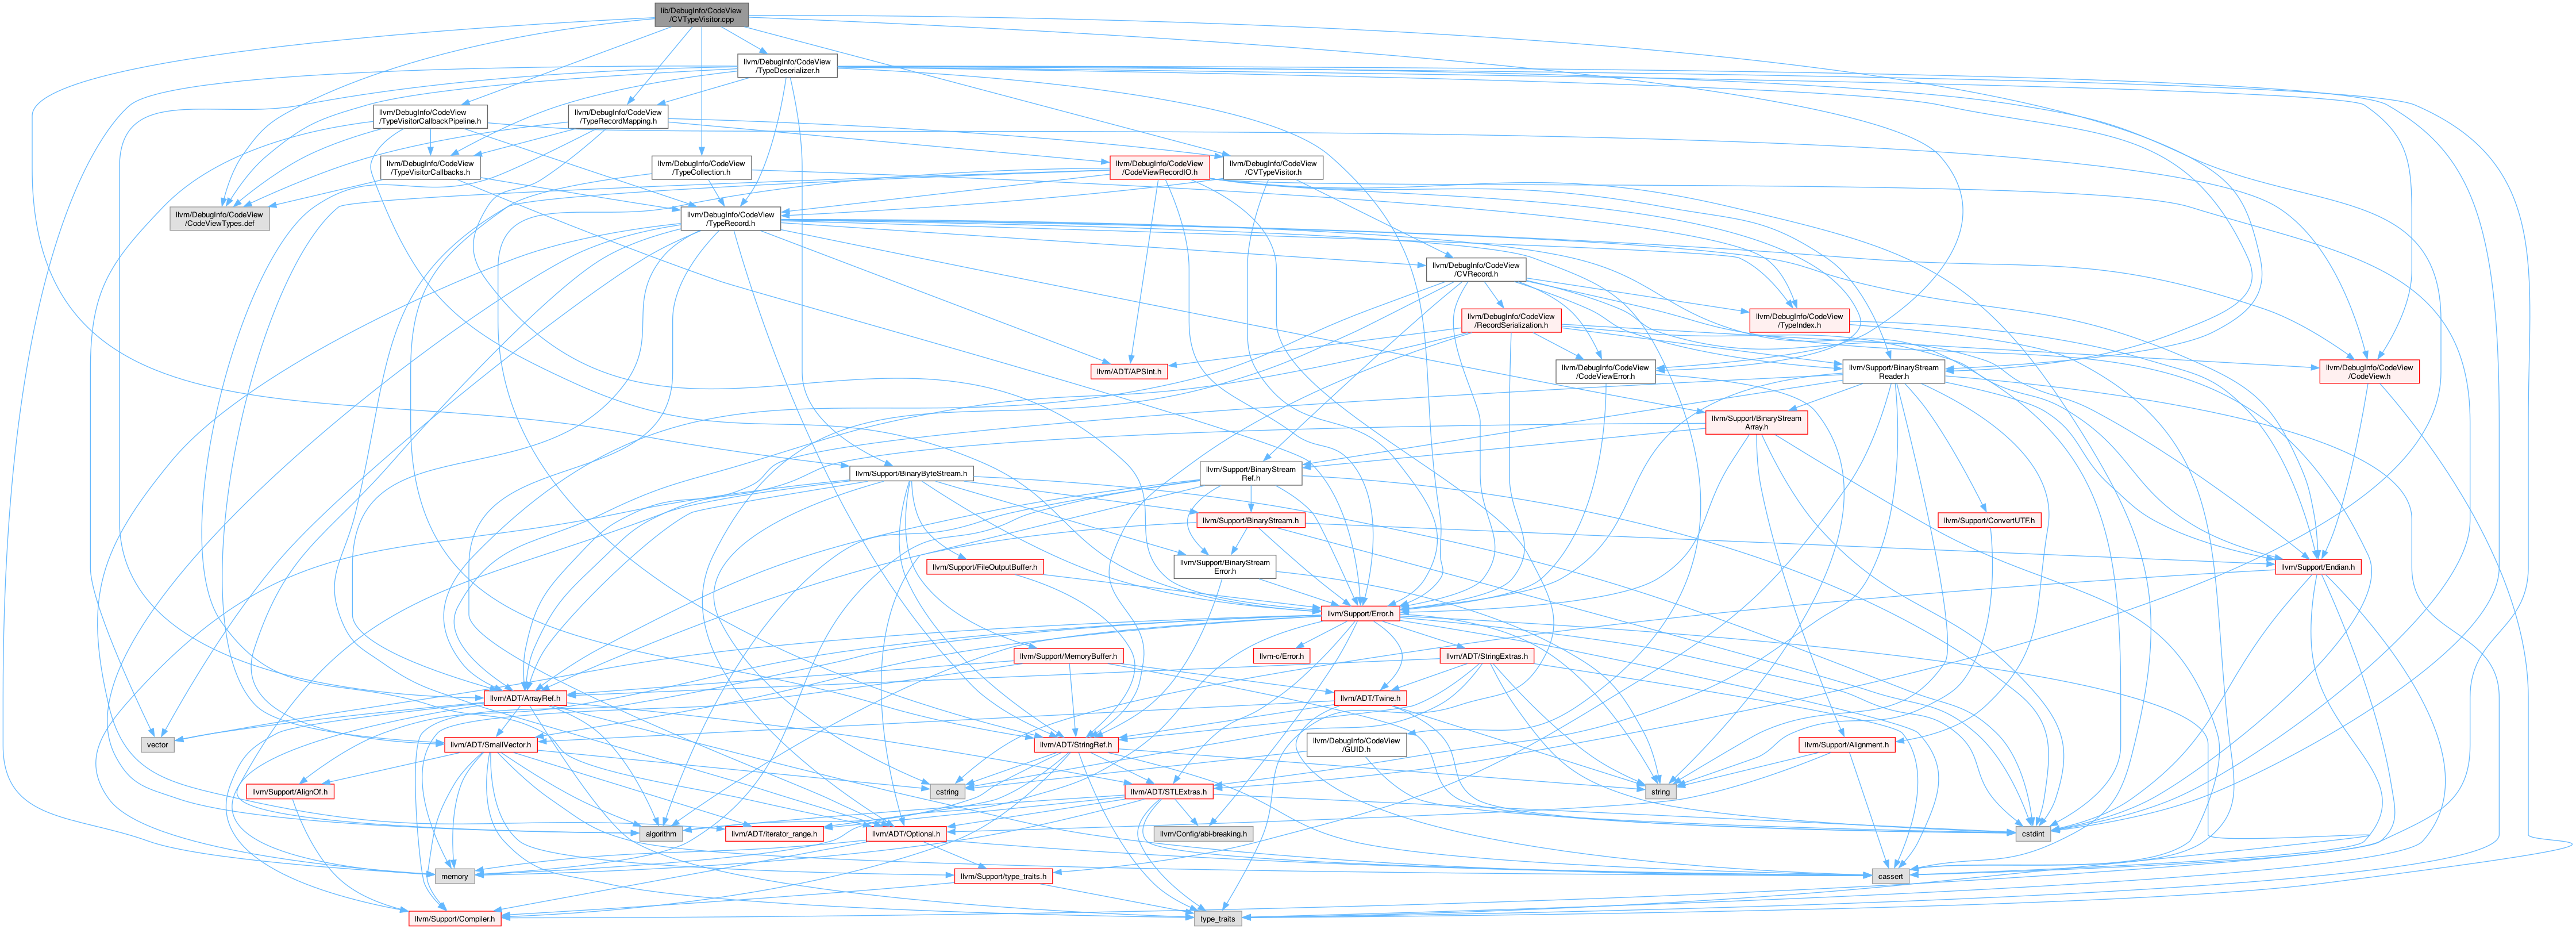 lib/DebugInfo/CodeView
/CVTypeVisitor.cpp
llvm/DebugInfo/CodeView
/TypeDeserializer.h
llvm/DebugInfo/CodeView
/TypeVisitorCallbackPipeline.h
llvm/DebugInfo/CodeView
/TypeRecordMapping.h
llvm/DebugInfo/CodeView
/TypeVisitorCallbacks.h
llvm/DebugInfo/CodeView
/TypeCollection.h
llvm/DebugInfo/CodeView
/CodeViewRecordIO.h
llvm/DebugInfo/CodeView
/CVTypeVisitor.h
llvm/DebugInfo/CodeView
/CodeViewTypes.def
llvm/DebugInfo/CodeView
/TypeRecord.h
llvm/DebugInfo/CodeView
/CVRecord.h
llvm/DebugInfo/CodeView
/RecordSerialization.h
llvm/DebugInfo/CodeView
/TypeIndex.h
llvm/ADT/APSInt.h
llvm/DebugInfo/CodeView
/CodeViewError.h
llvm/Support/BinaryStream
Reader.h
llvm/DebugInfo/CodeView
/CodeView.h
llvm/Support/BinaryStream
Array.h
llvm/Support/BinaryByteStream.h
llvm/Support/BinaryStream
Ref.h
llvm/Support/BinaryStream.h
llvm/Support/ConvertUTF.h
llvm/Support/FileOutputBuffer.h
llvm/Support/BinaryStream
Error.h
llvm/Support/Endian.h
llvm/Support/Error.h
llvm/Support/MemoryBuffer.h
llvm-c/Error.h
llvm/ADT/StringExtras.h
llvm/ADT/ArrayRef.h
llvm/ADT/Twine.h
vector
llvm/ADT/SmallVector.h
llvm/ADT/StringRef.h
llvm/DebugInfo/CodeView
/GUID.h
llvm/Support/Alignment.h
llvm/Support/AlignOf.h
cstring
llvm/ADT/STLExtras.h
string
algorithm
llvm/ADT/iterator_range.h
llvm/ADT/Optional.h
llvm/Config/abi-breaking.h
cstdint
memory
llvm/Support/type_traits.h
cassert
llvm/Support/Compiler.h
type_traits